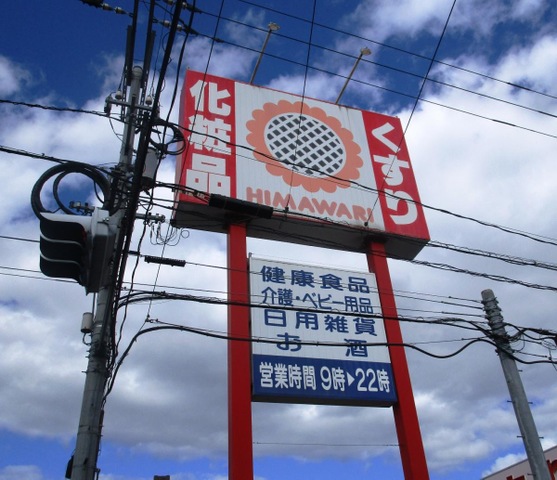 化粧品
HIMAWARI
くすり
健康食品
介護・ベビー用品
日用雑貨
お酒
営業時間 9時▶22時